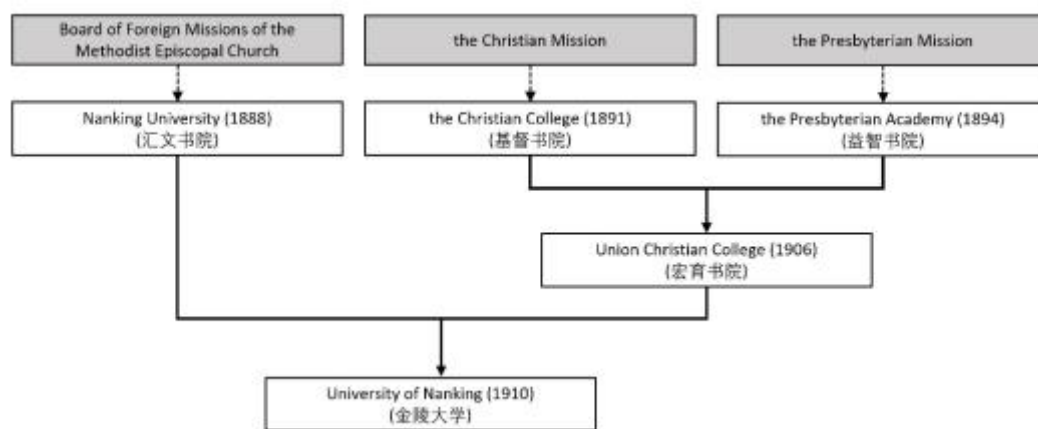 Board of Foreign Missions of the
Methodist Episcopal Church
the Christian Mission
the Presbyterian Mission
Nanking University (1888)
(汇文书院)
the Christian College (1891)
(基督书院)
the Presbyterian Academy (1894)
(益智书院)
Union Christian College (1906)
(宏育书院)
University of Nanking (1910)
(金陵大学)